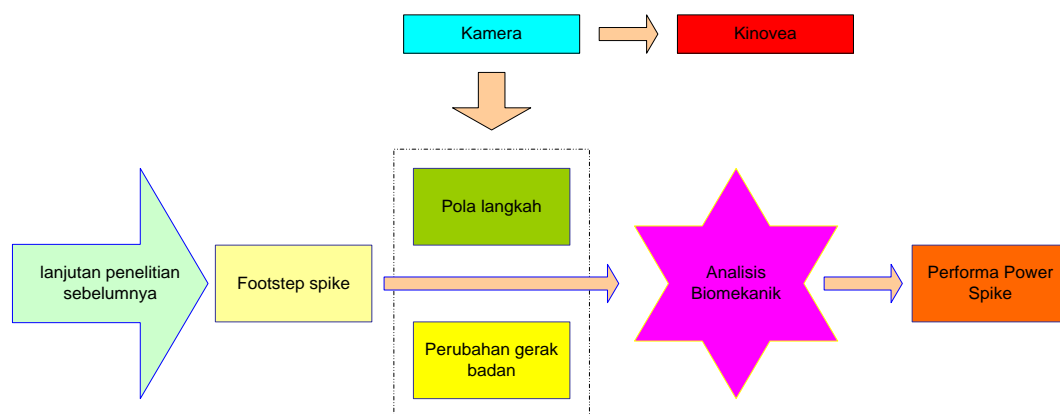 Kamera
Kinovea
Pola langkah
lanjutan penelitian
sebelumnya
Footstep spike
Analisis
Biomekanik
Performa Power
Spike
Perubahan gerak
badan